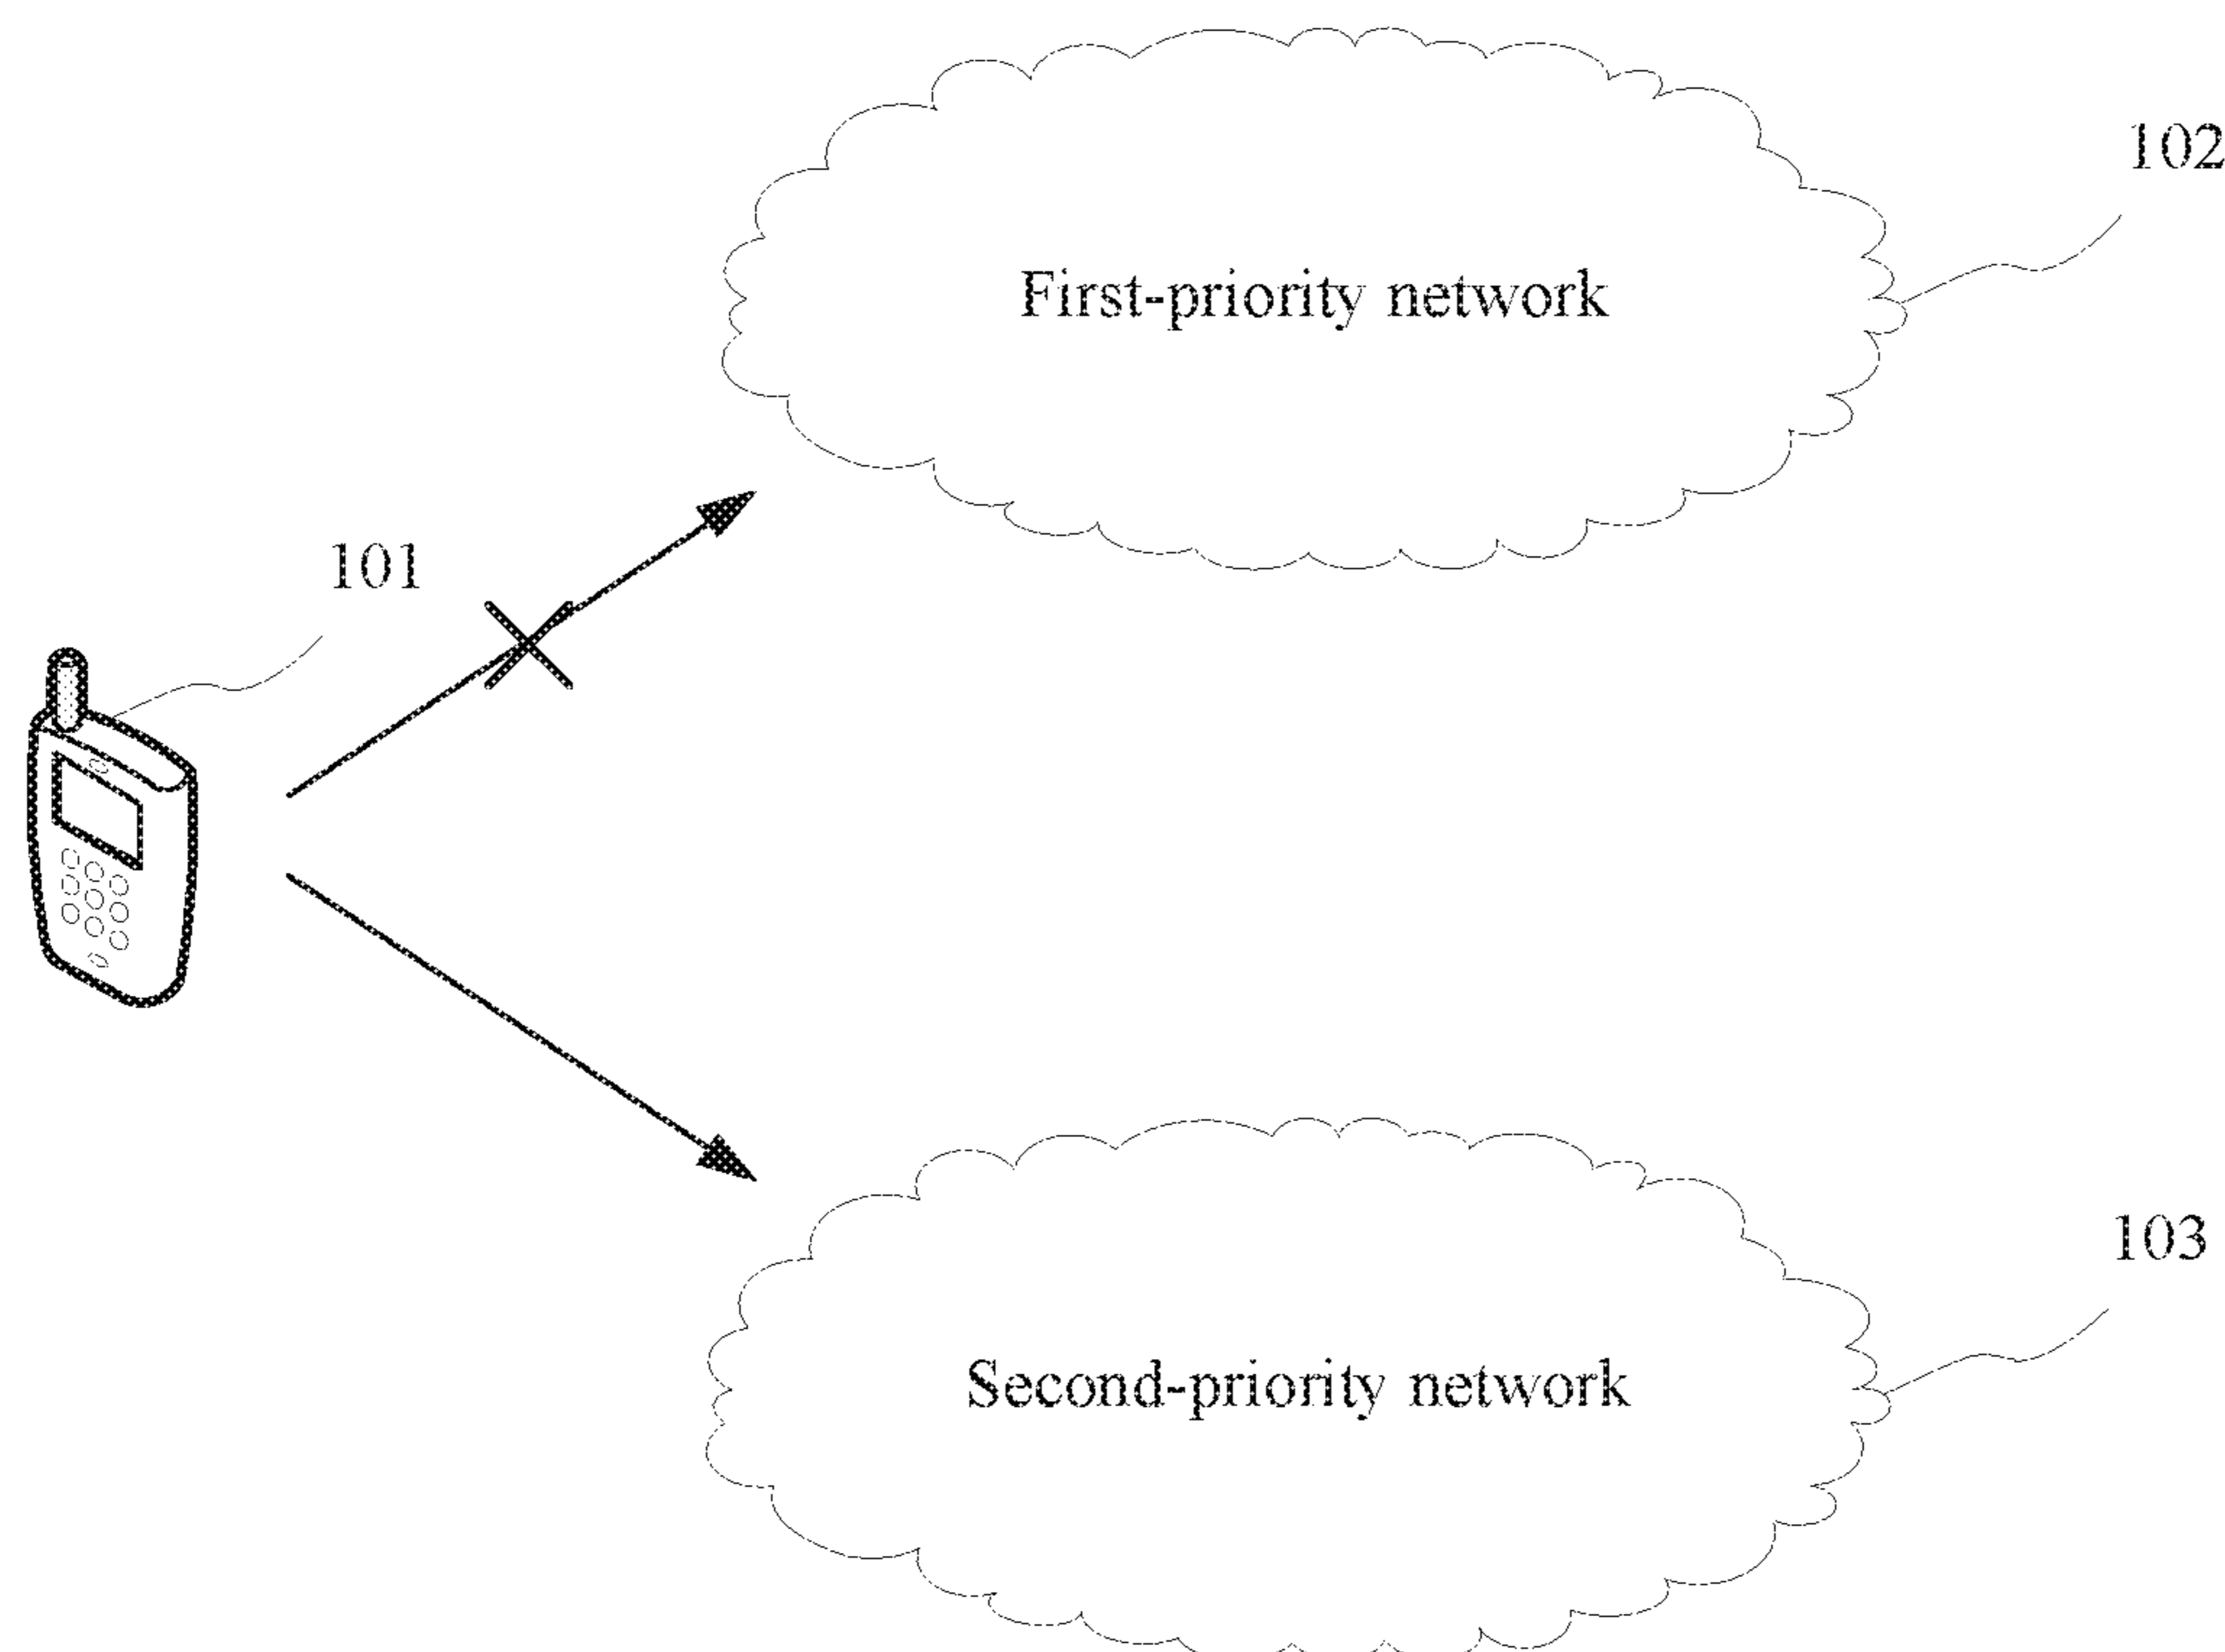 102
First-priority network
101
103
Second-priority network